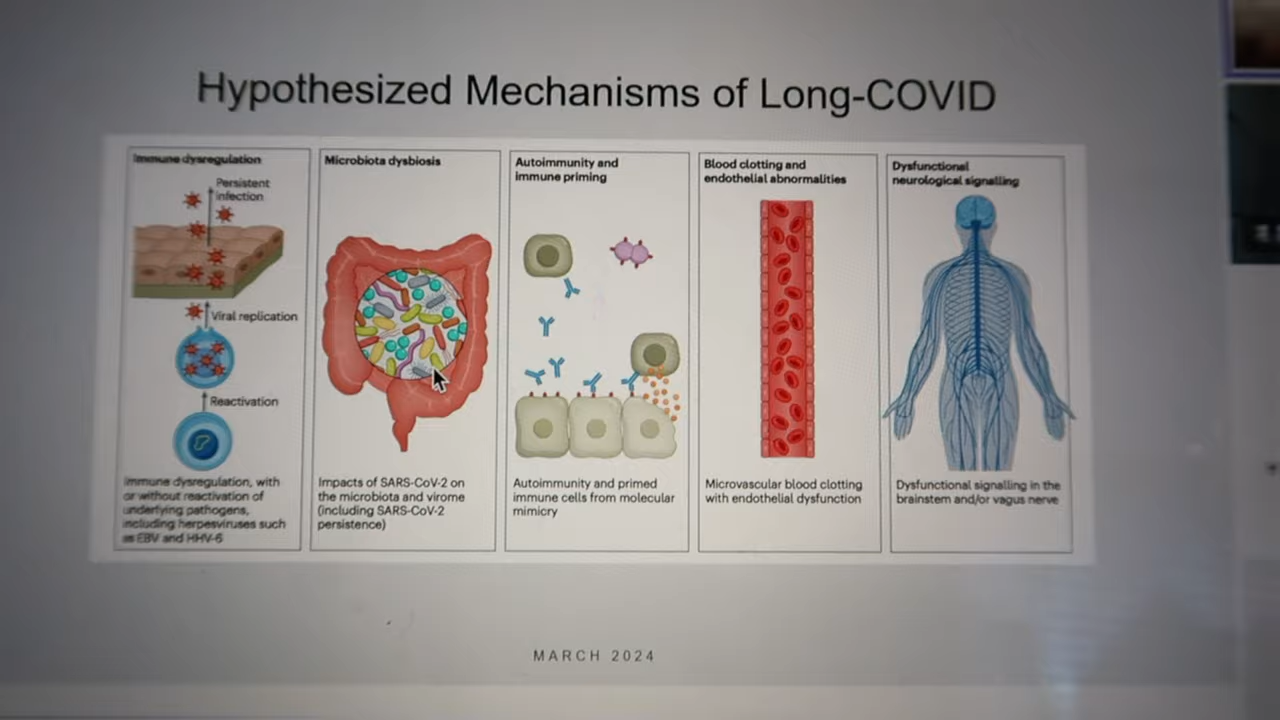 Hypothesized Mechanisms of Long-COVID
Immune dysregulation
Persistent
infection
Viral replication
Reactivation
Immune dysregulation, with
or without reactivation of
underlying pathogens,
including herpesviruses such
as EBV and HHV-6
Microbiota dysbiosis
Impacts of SARS-CoV-2 on
the microbiota and virome
(including SARS-CoV-2
persistence)
Autoimmunity and
immune priming
Autoimmunity and primed
immune cells from molecular
mimicry
Blood clotting and
endothelial abnormalities
Microvascular blood clotting
with endothelial dysfunction
Dysfunctional
neurological signalling
Dysfunctional signalling in the
brainstem and/or vagus nerve
MARCH 2024